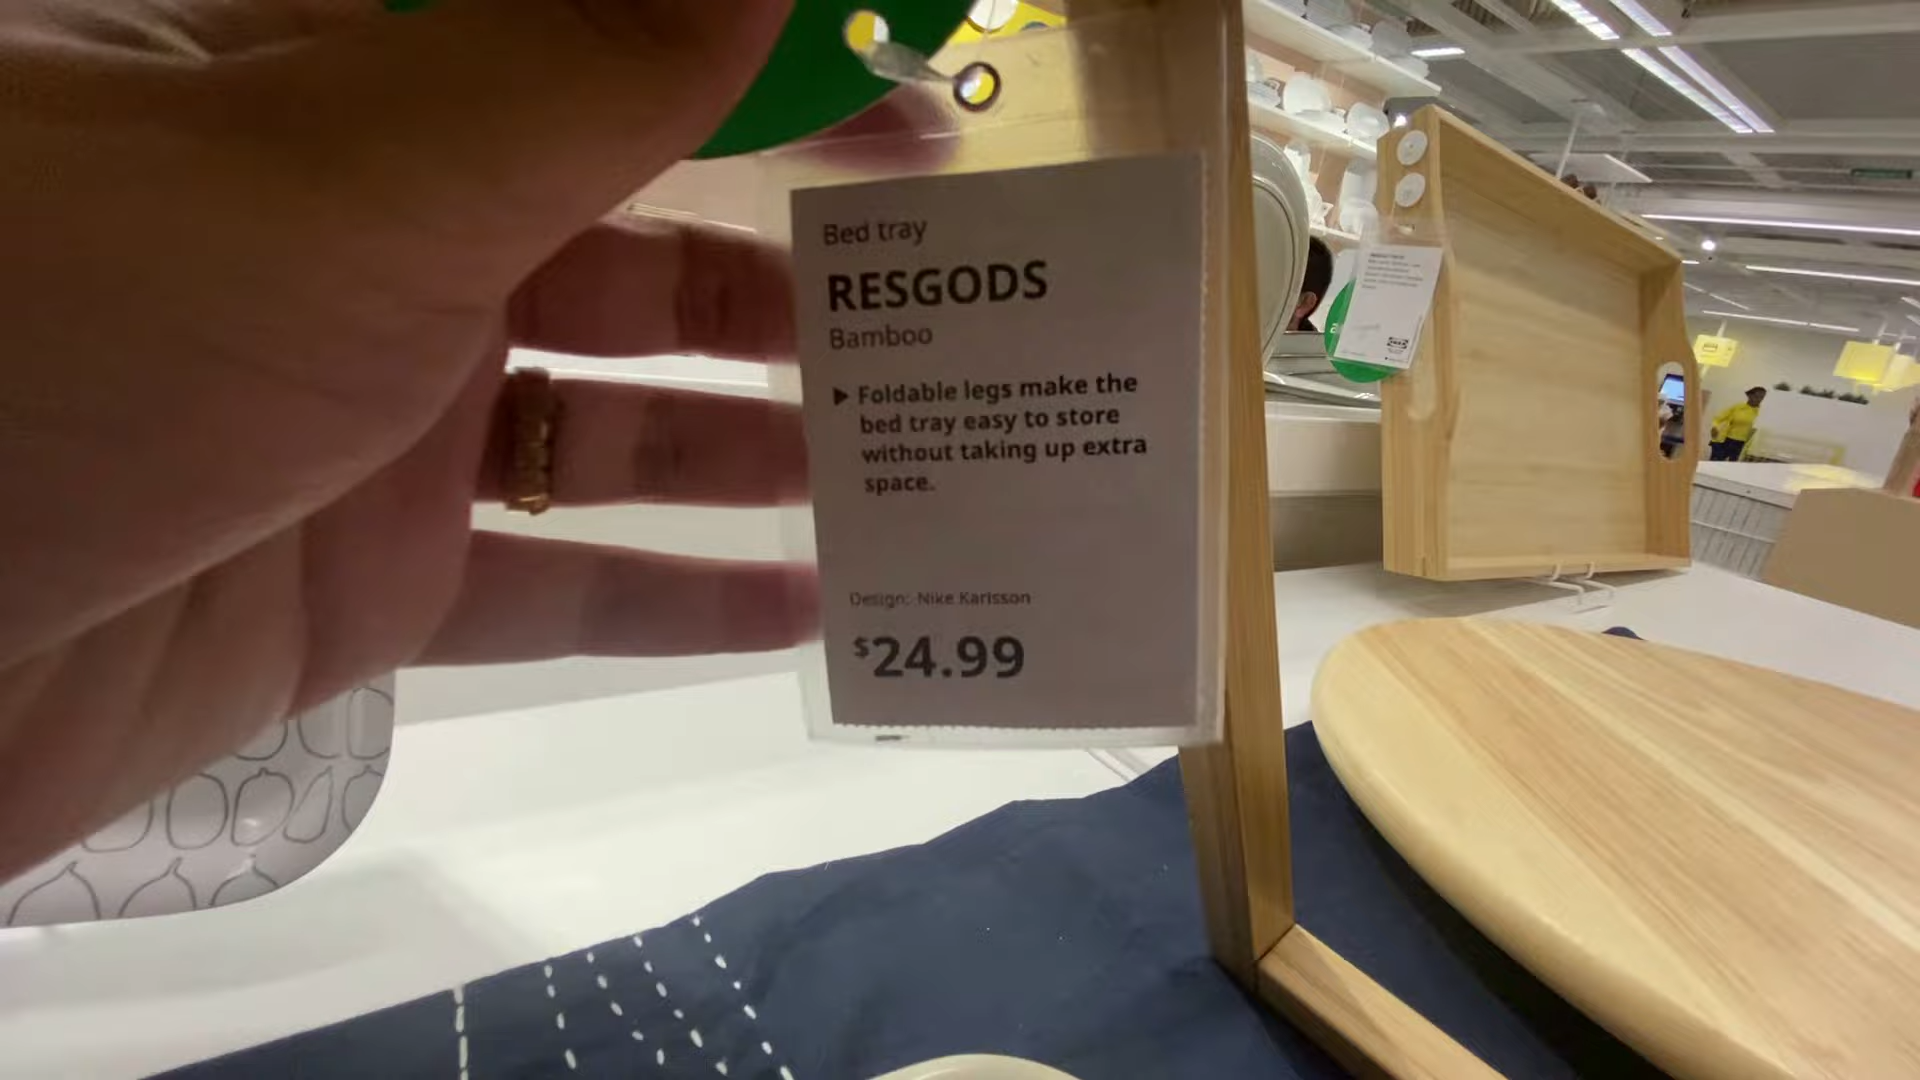 Bed tray
RESGODS
Bamboo
▶ Foldable legs make the
bed tray easy to store
without taking up extra
space.
Design: Nike Karlsson
$24.99